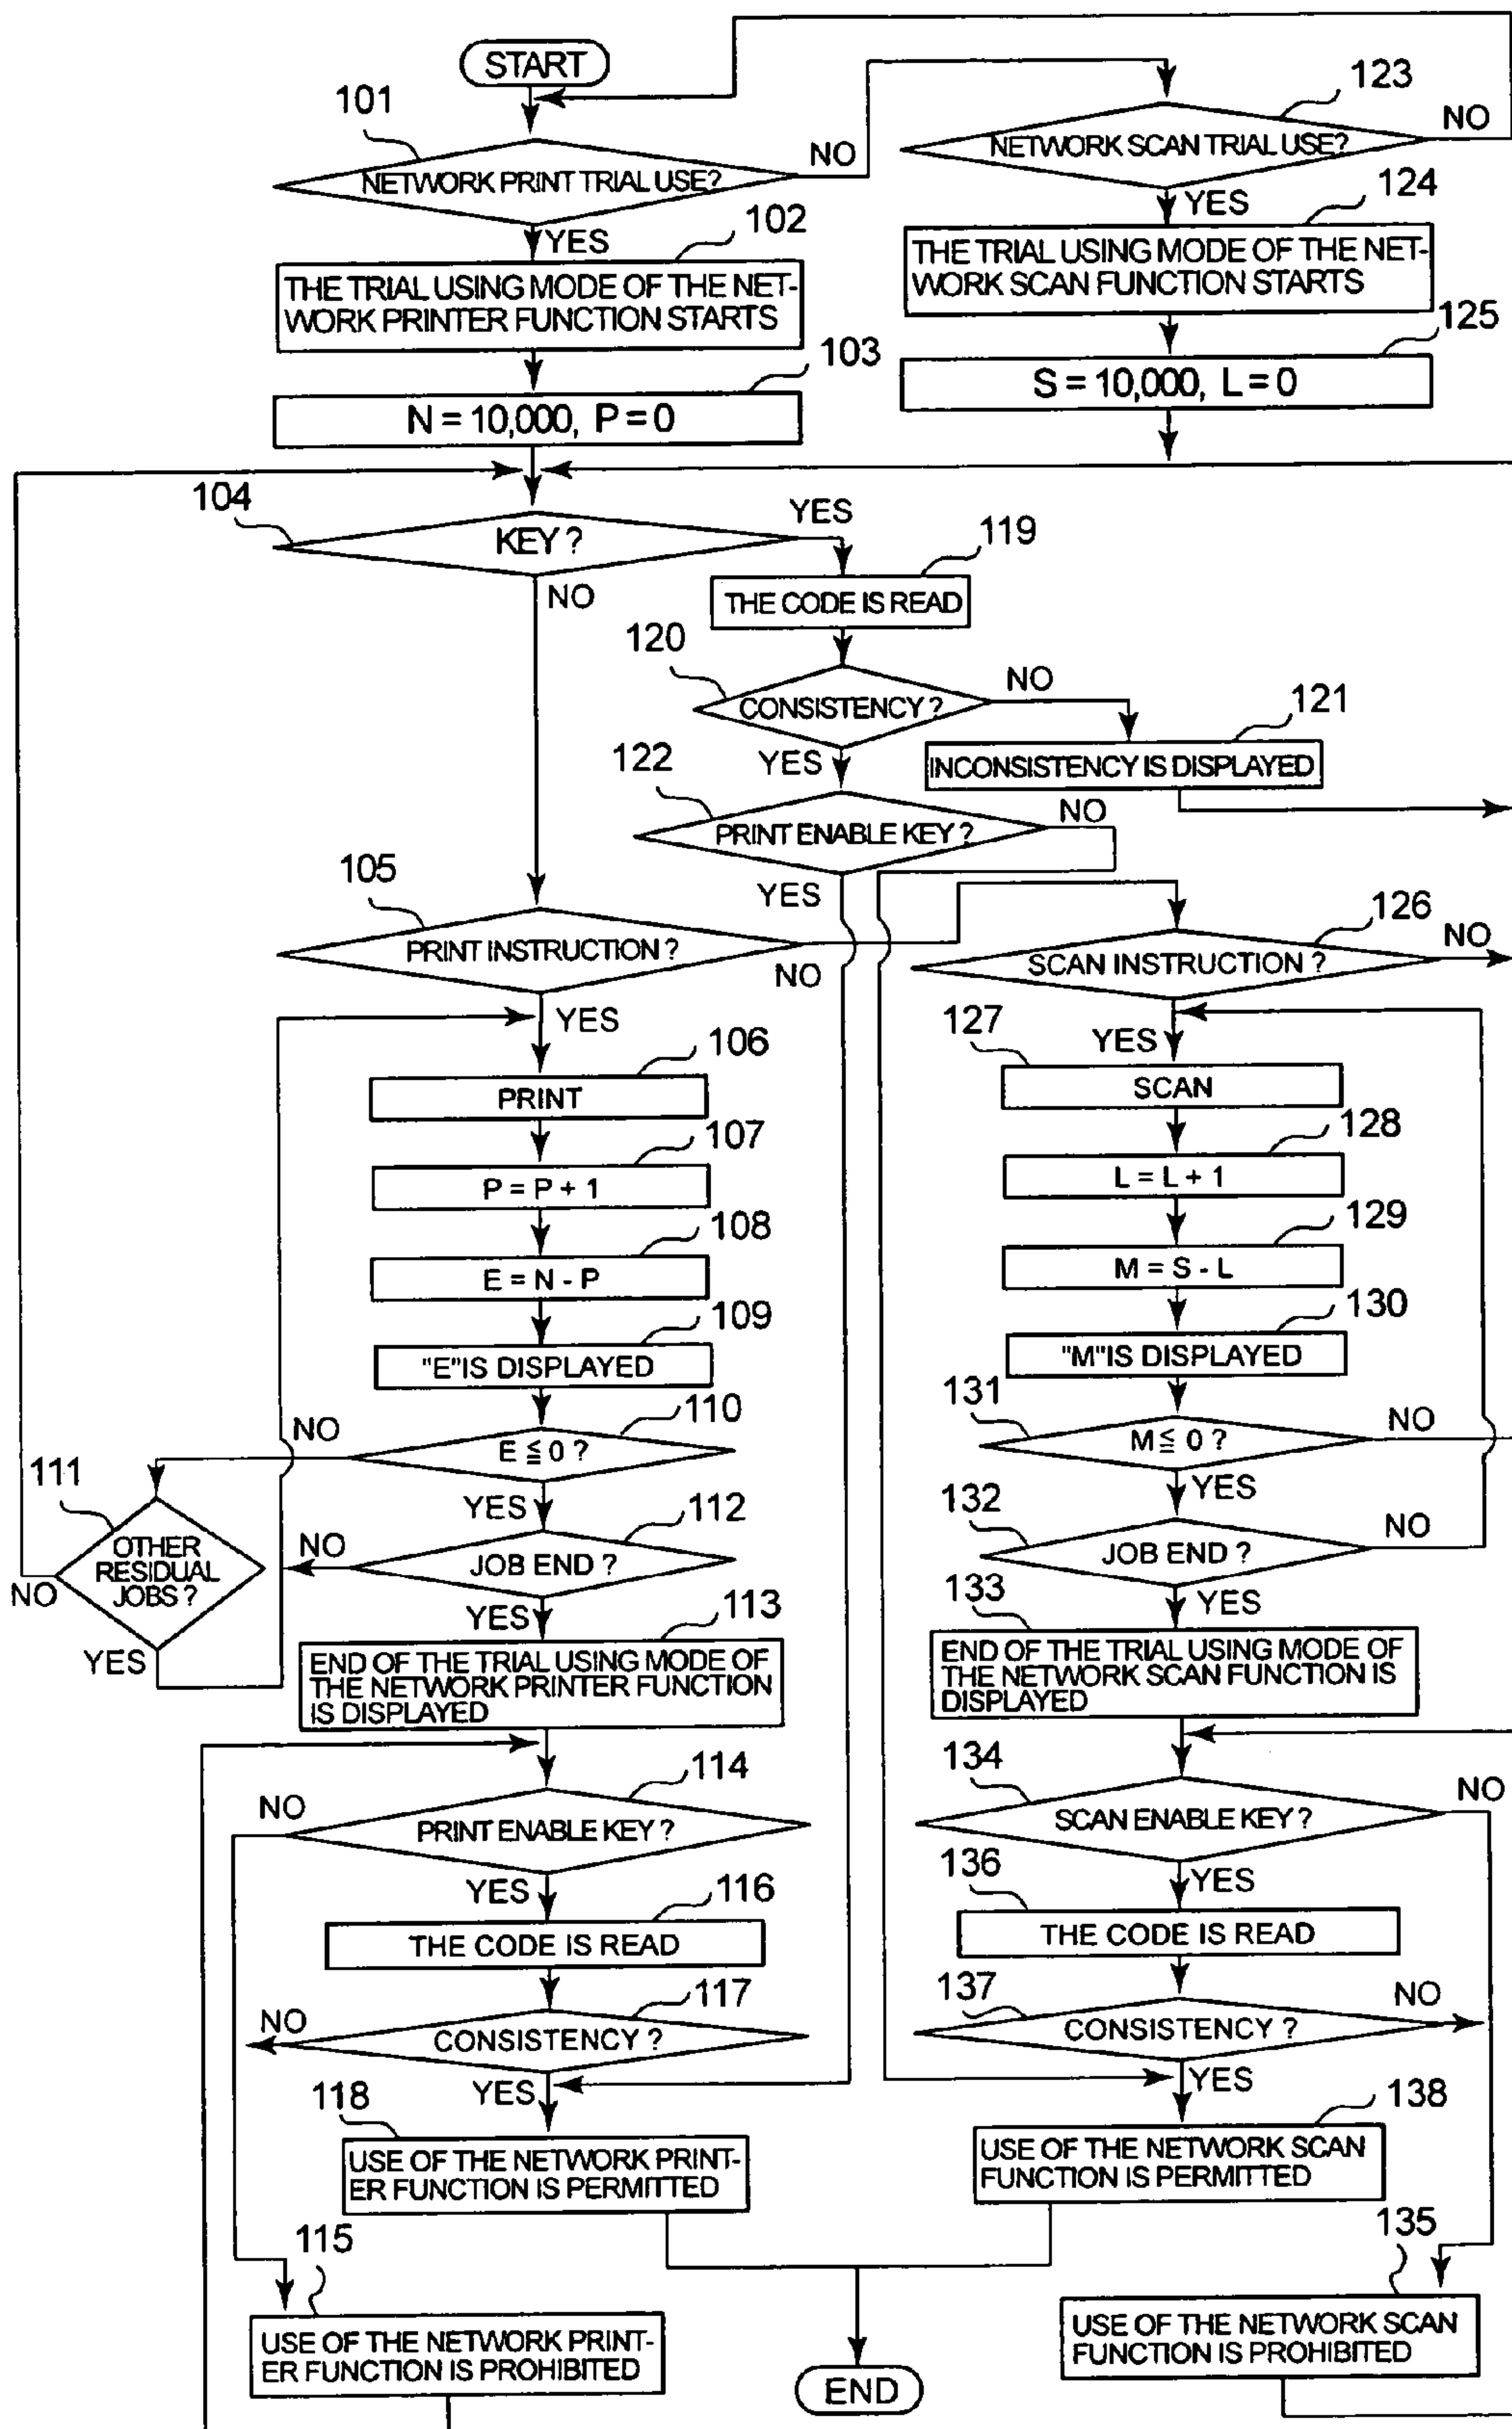 START
101
NETWORK PRINT TRIAL USE?
NO
YES
102
THE TRIAL USING MODE OF THE NET-
WORK PRINTER FUNCTION STARTS
103
N = 10,000, P = 0
123
NETWORK SCAN TRIAL USE?
NO
YES
124
THE TRIAL USING MODE OF THE NET-
WORK SCAN FUNCTION STARTS
125
S = 10,000, L = 0
104
KEY ?
YES
NO
119
THE CODE IS READ
120
CONSISTENCY ?
NO
YES
121
INCONSISTENCY IS DISPLAYED
122
PRINT ENABLE KEY ?
NO
YES
105
PRINT INSTRUCTION ?
NO
YES
106
PRINT
107
P = P + 1
108
E = N - P
109
"E"IS DISPLAYED
110
E ≦ 0 ?
NO
YES
111
OTHER
RESIDUAL
JOBS ?
NO
YES
112
JOB END ?
NO
YES
113
END OF THE TRIAL USING MODE OF
THE NETWORK PRINTER FUNCTION
IS DISPLAYED
114
PRINT ENABLE KEY ?
NO
YES
116
THE CODE IS READ
117
CONSISTENCY ?
NO
YES
118
USE OF THE NETWORK PRINT-
ER FUNCTION IS PERMITTED
115
USE OF THE NETWORK PRINT-
ER FUNCTION IS PROHIBITED
126
SCAN INSTRUCTION ?
NO
YES
127
SCAN
128
L = L + 1
129
M = S - L
130
"M"IS DISPLAYED
131
M ≦ 0 ?
NO
YES
132
JOB END ?
NO
YES
133
END OF THE TRIAL USING MODE OF
THE NETWORK SCAN FUNCTION IS
DISPLAYED
134
SCAN ENABLE KEY ?
NO
YES
136
THE CODE IS READ
137
CONSISTENCY ?
NO
YES
138
USE OF THE NETWORK SCAN
FUNCTION IS PERMITTED
135
USE OF THE NETWORK SCAN
FUNCTION IS PROHIBITED
END